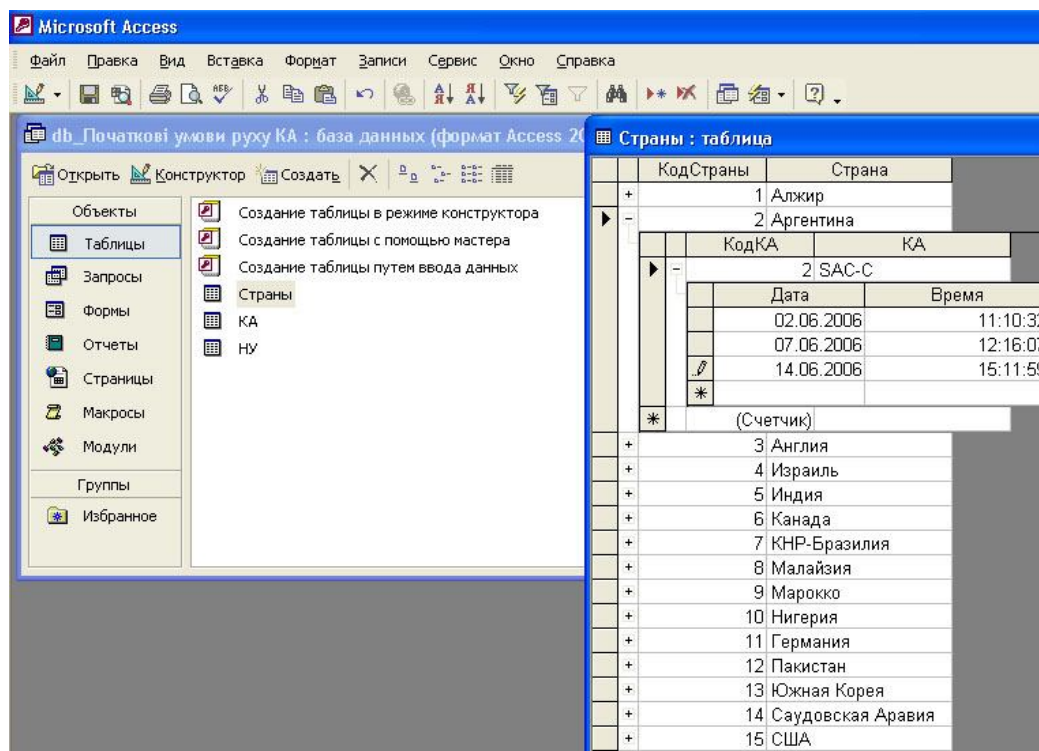 Microsoft Access
Файл Правка Вид Вставка Формат Записи Сервис Окно Справка
db_Початкові умови руху КА : база данных (формат Access 20
Открыть Конструктор Создать
Объекты
Таблицы
Запросы
Формы
Отчеты
Страницы
Макросы
Модули
Группы
Избранное
Создание таблицы в режиме конструктора
Создание таблицы с помощью мастера
Создание таблицы путем ввода данных
Страны
КА
НУ
Страны : таблица
КодСтраны Страна
1 Алжир
2 Аргентина
КодКА КА
2 SAC-C
Дата Время
02.06.2006 11:10:32
07.06.2006 12:16:07
14.06.2006 15:11:59
(Счетчик)
3 Англия
4 Израиль
5 Индия
6 Канада
7 КНР-Бразилия
8 Малайзия
9 Марокко
10 Нигерия
11 Германия
12 Пакистан
13 Южная Корея
14 Саудовская Аравия
15 США